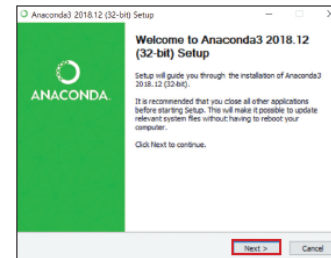 Anaconda3 2018.12 (32-bit) Setup
Welcome to Anaconda3 2018.12
(32-bit) Setup
Setup will guide you through the installation of Anaconda3
2018.12 (32-bit).
It is recommended that you close all other applications
before starting Setup. This will make it possible to update
relevant system files without having to reboot your
computer.
Click Next to continue.
ANACONDA.
Next >
Cancel